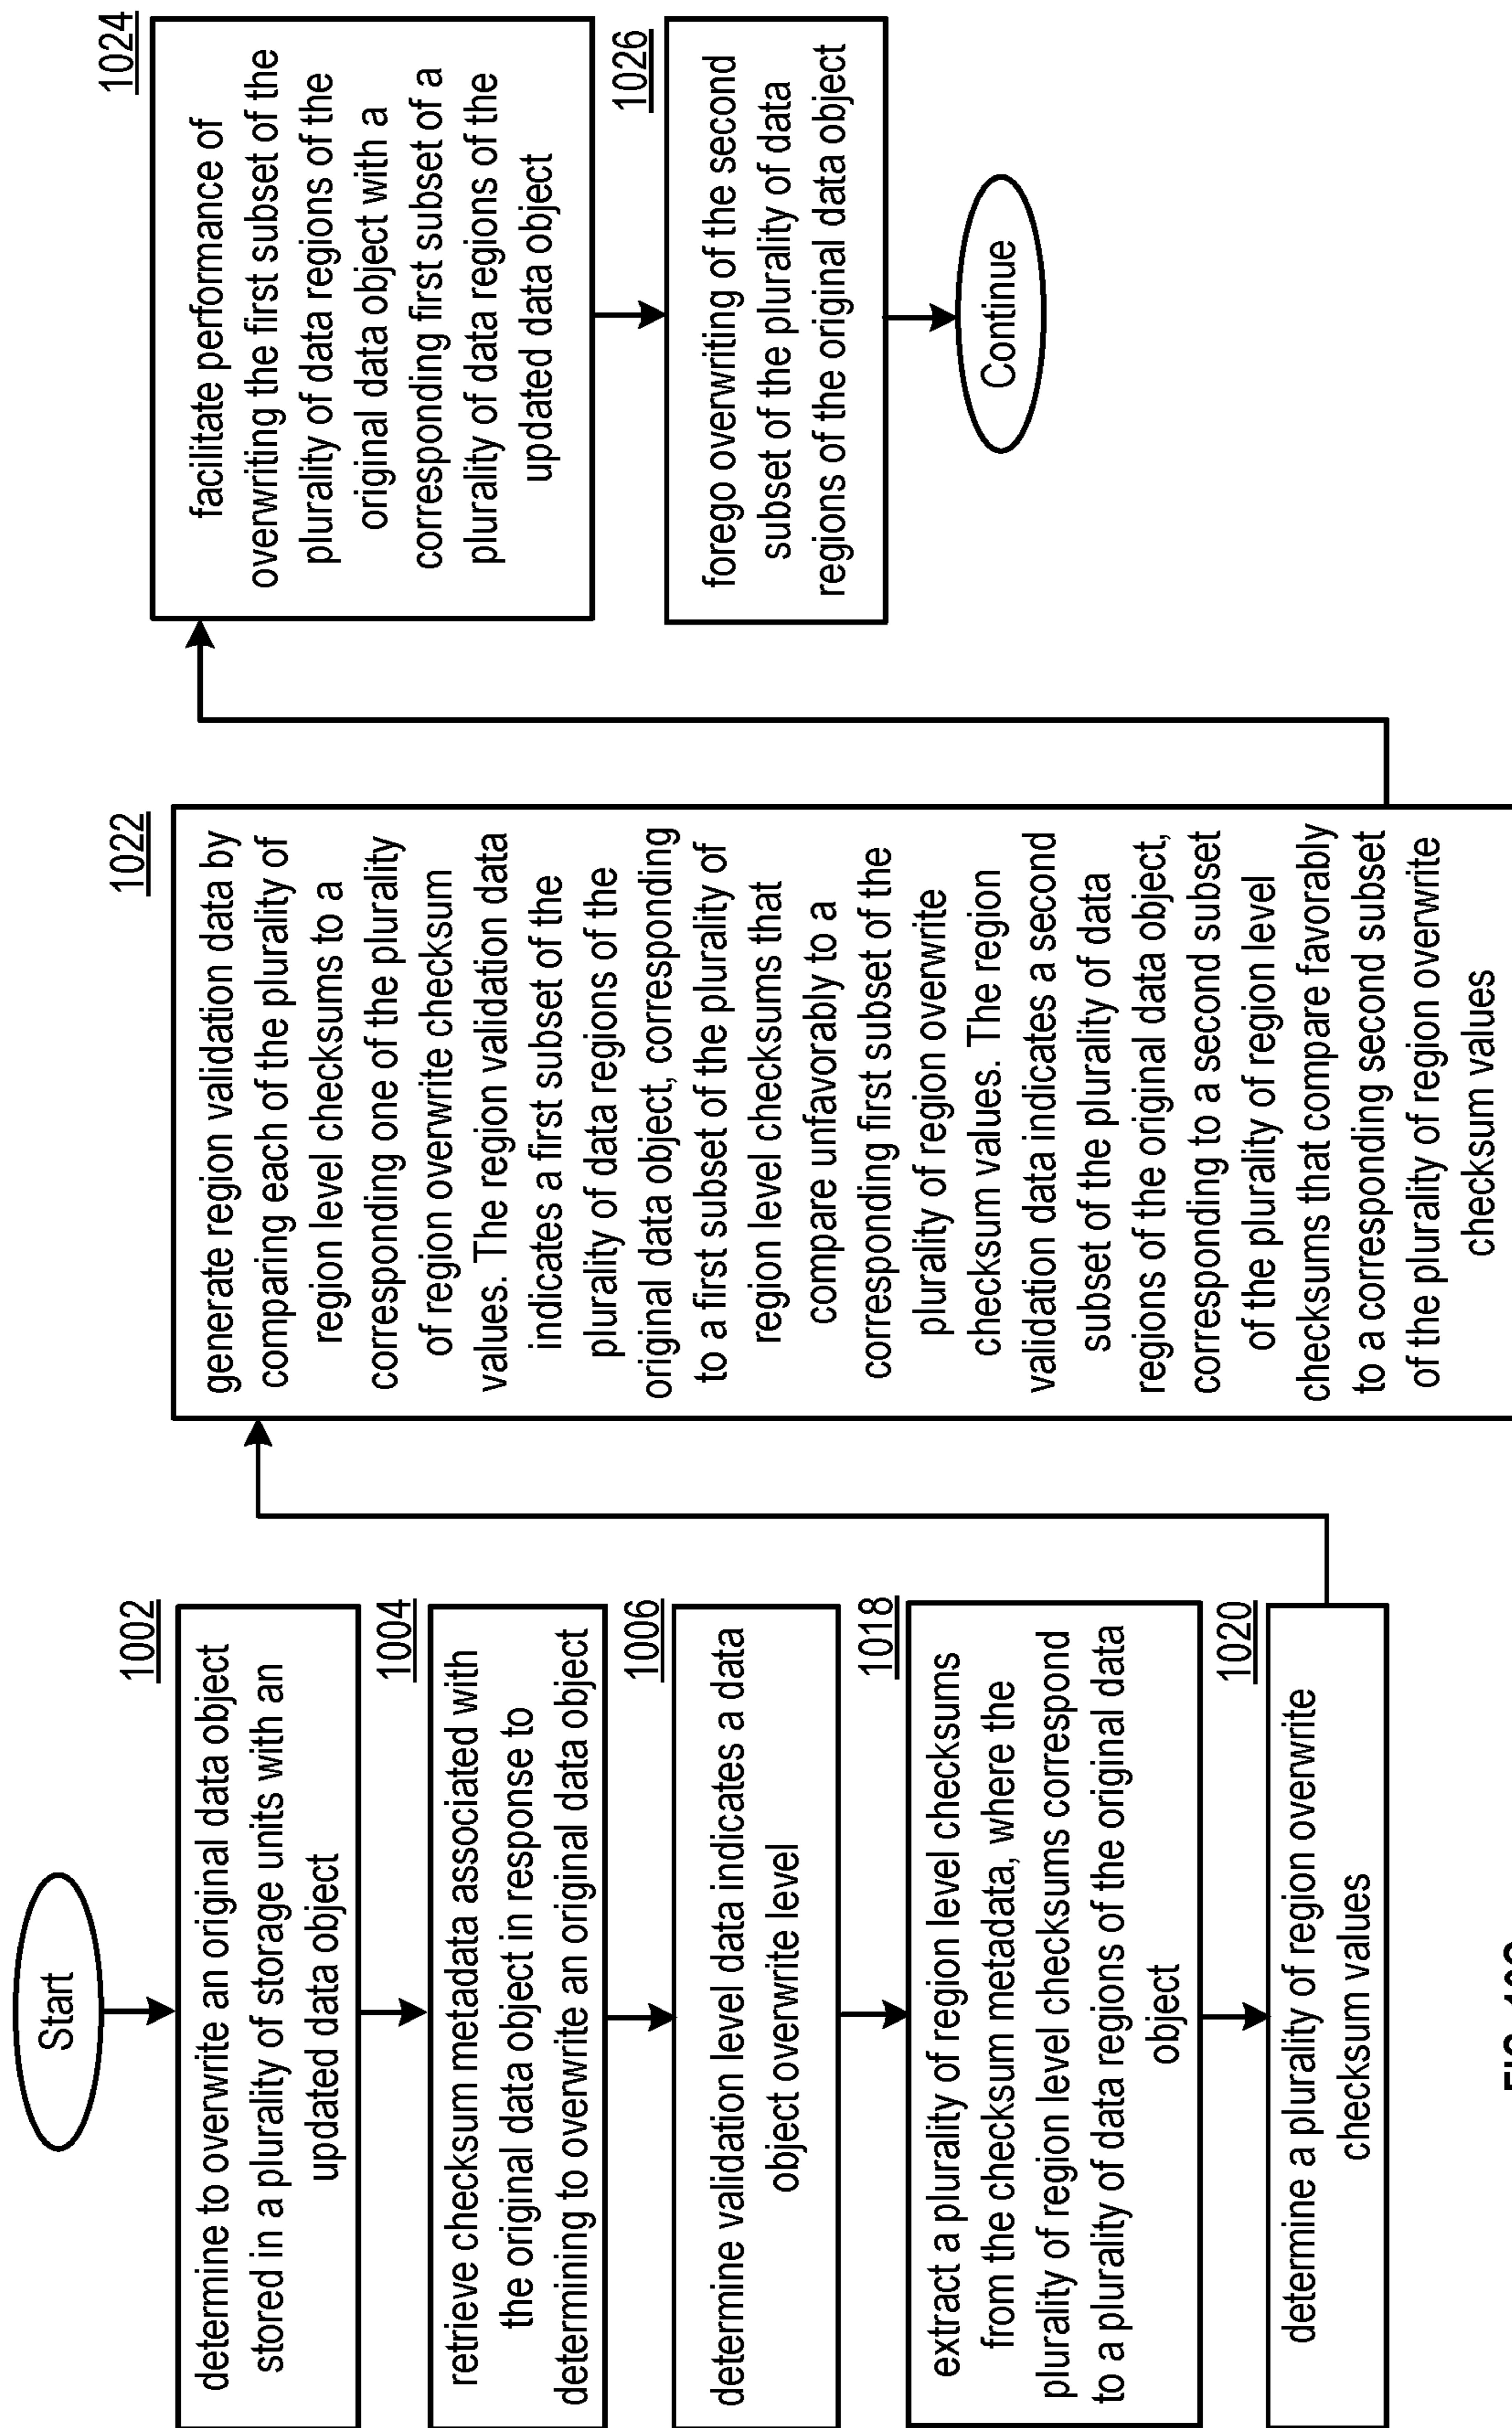 Start
1002
determine to overwrite an original data object
stored in a plurality of storage units with an
updated data object
1004
retrieve checksum metadata associated with
the original data object in response to
determining to overwrite an original data object
1006
determine validation level data indicates a data
object overwrite level
1018
extract a plurality of region level checksums
from the checksum metadata, where the
plurality of region level checksums correspond
to a plurality of data regions of the original data
object
1020
determine a plurality of region overwrite
checksum values
1022
generate region validation data by
comparing each of the plurality of
region level checksums to a
corresponding one of the plurality
of region overwrite checksum
values. The region validation data
indicates a first subset of the
plurality of data regions of the
original data object, corresponding
to a first subset of the plurality of
region level checksums that
compare unfavorably to a
corresponding first subset of the
plurality of region overwrite
checksum values. The region
validation data indicates a second
subset of the plurality of data
regions of the original data object,
corresponding to a second subset
of the plurality of region level
checksums that compare favorably
to a corresponding second subset
of the plurality of region overwrite
checksum values
1024
facilitate performance of
overwriting the first subset of the
plurality of data regions of the
original data object with a
corresponding first subset of a
plurality of data regions of the
updated data object
1026
forego overwriting of the second
subset of the plurality of data
regions of the original data object
Continue